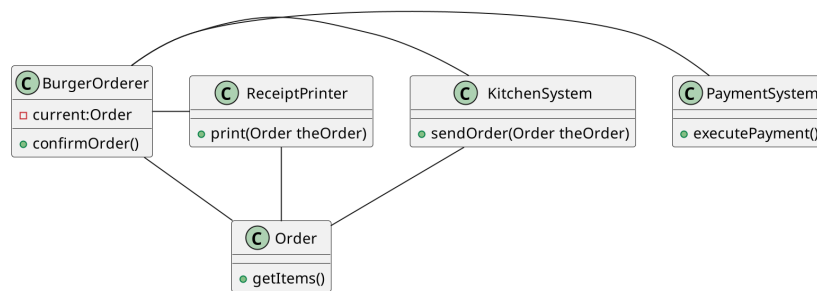 C BurgerOrderer
current:Order
confirmOrder()
C ReceiptPrinter
print(Order theOrder)
C KitchenSystem
sendOrder(Order theOrder)
C PaymentSystem
executePayment()
C Order
getItems()